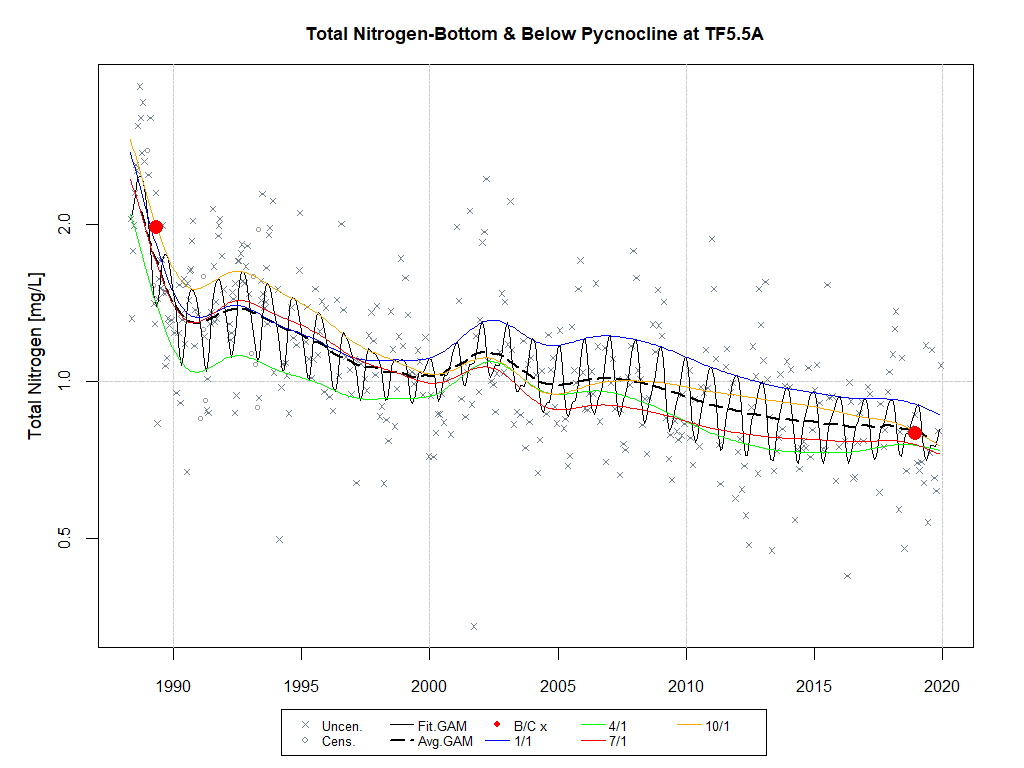 Total Nitrogen-Bottom & Below Pycnocline at TF5.5A
Total Nitrogen [mg/L]
2.0
1.0
0.5
1990 1995 2000 2005 2010 2015 2020
Uncen. Fit.GAM B/C x 4/1 10/1
Cens. Avg.GAM 1/1 7/1